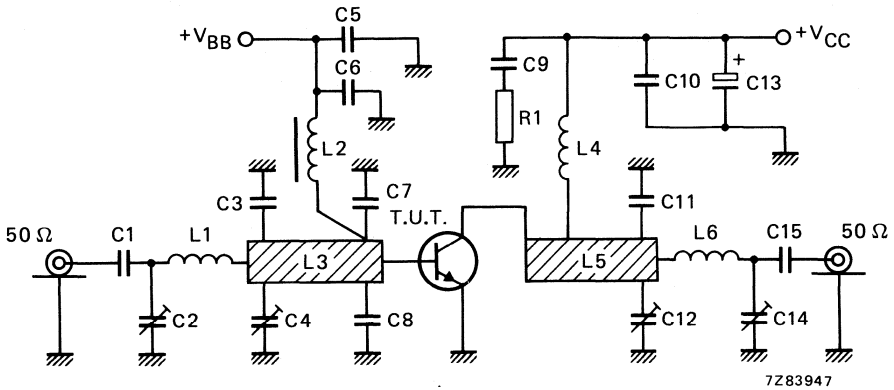 +VBB
C5
C6
L2
C3
C7
T.U.T.
50 Ω
C1
L1
L3
C2
C4
C8
+VCC
C9
R1
L4
C10
+
C13
C11
L5
L6
C15
50 Ω
C12
C14
7Z83947